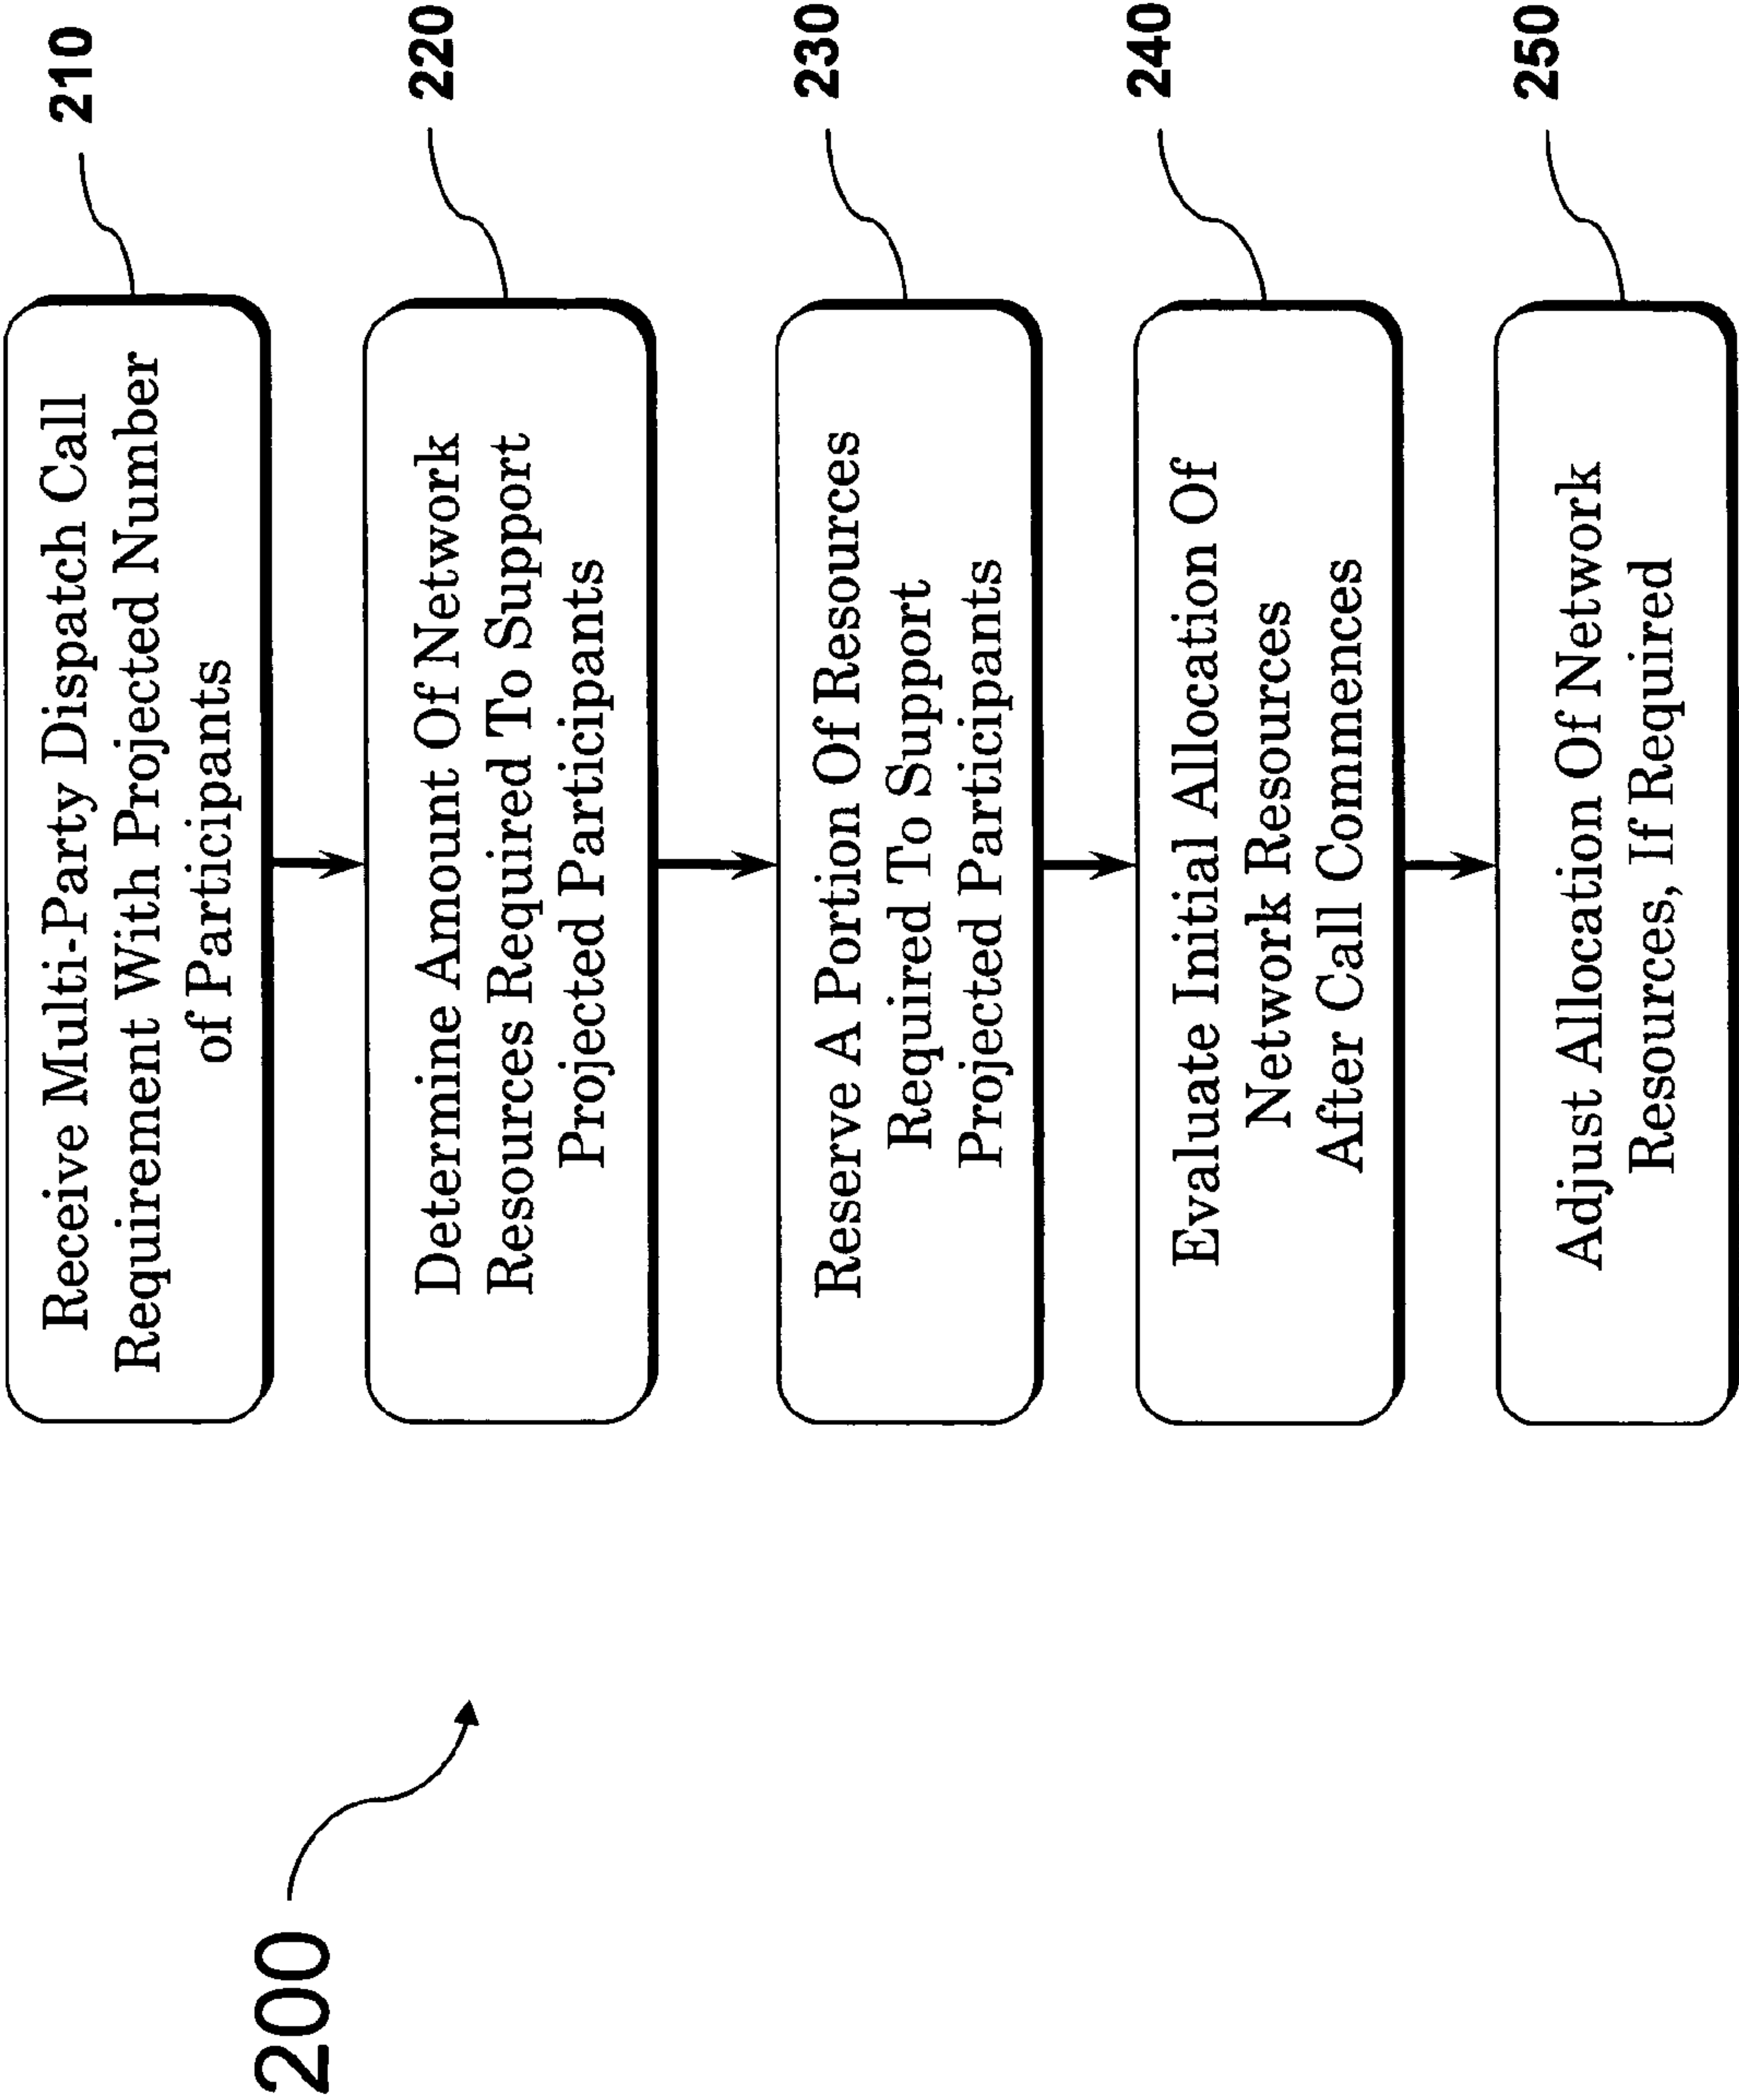 200
Receive Multi-Party Dispatch Call
Requirement With Projected Number
of Participants
210
Determine Amount Of Network
Resources Required To Support
Projected Participants
220
Reserve A Portion Of Resources
Required To Support
Projected Participants
230
Evaluate Initial Allocation Of
Network Resources
After Call Commences
240
Adjust Allocation Of Network
Resources, If Required
250